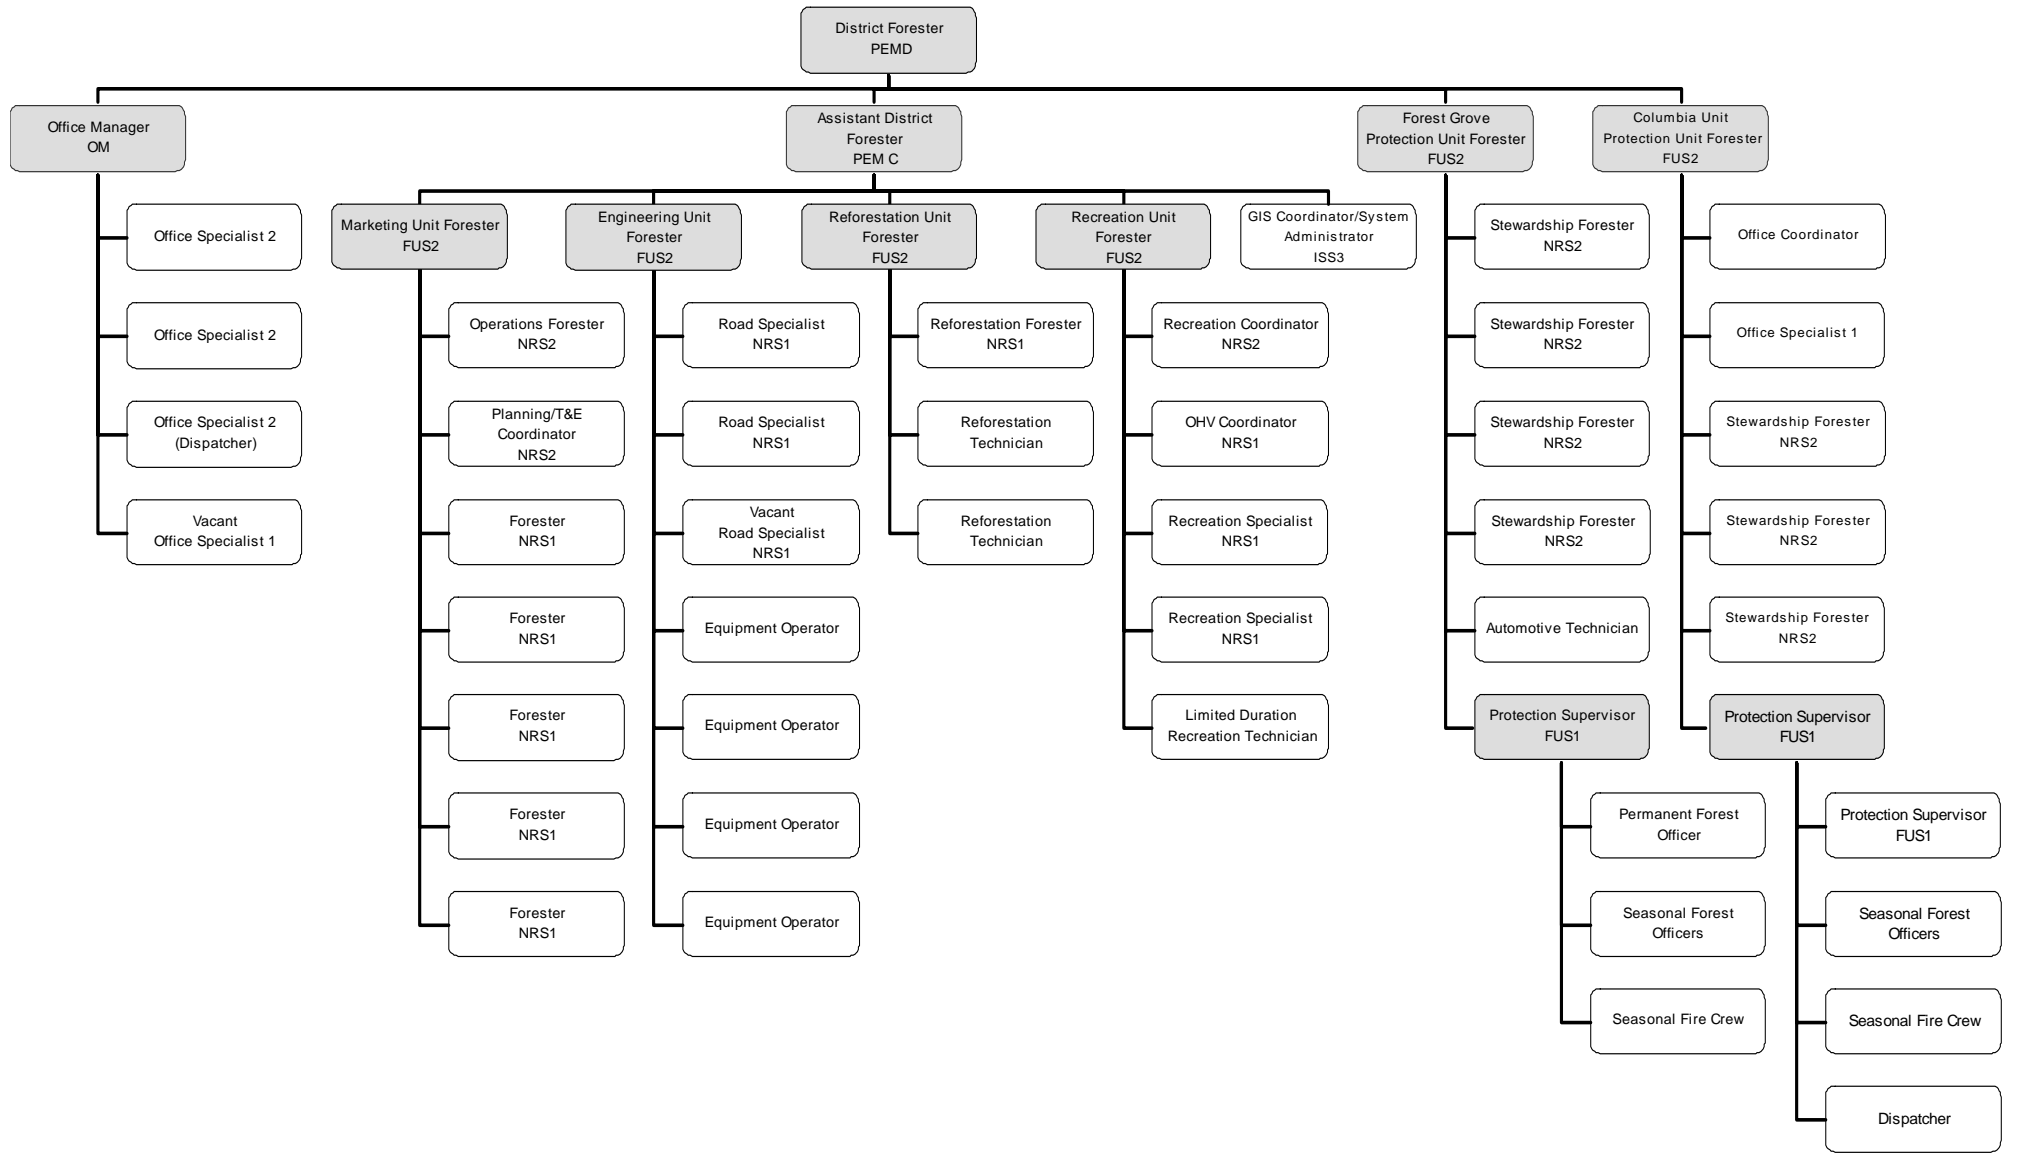 District Forester
PEMD
Office Manager
OM
Assistant District
Forester
PEM C
Forest Grove
Protection Unit Forester
FUS2
Columbia Unit
Protection Unit Forester
FUS2
Office Specialist 2
Office Specialist 2
Office Specialist 2
(Dispatcher)
Vacant
Office Specialist 1
Marketing Unit Forester
FUS2
Operations Forester
NRS2
Planning/T&E
Coordinator
NRS2
Forester
NRS1
Forester
NRS1
Forester
NRS1
Forester
NRS1
Forester
NRS1
Engineering Unit
Forester
FUS2
Road Specialist
NRS1
Road Specialist
NRS1
Vacant
Road Specialist
NRS1
Equipment Operator
Equipment Operator
Equipment Operator
Equipment Operator
Reforestation Unit
Forester
FUS2
Reforestation Forester
NRS1
Reforestation
Technician
Reforestation
Technician
Recreation Unit
Forester
FUS2
Recreation Coordinator
NRS2
OHV Coordinator
NRS1
Recreation Specialist
NRS1
Recreation Specialist
NRS1
Limited Duration
Recreation Technician
GIS Coordinator/System
Administrator
ISS3
Stewardship Forester
NRS2
Stewardship Forester
NRS2
Stewardship Forester
NRS2
Stewardship Forester
NRS2
Automotive Technician
Protection Supervisor
FUS1
Permanent Forest
Officer
Seasonal Forest
Officers
Seasonal Fire Crew
Office Coordinator
Office Specialist 1
Stewardship Forester
NRS2
Stewardship Forester
NRS2
Stewardship Forester
NRS2
Protection Supervisor
FUS1
Protection Supervisor
FUS1
Seasonal Forest
Officers
Seasonal Fire Crew
Dispatcher